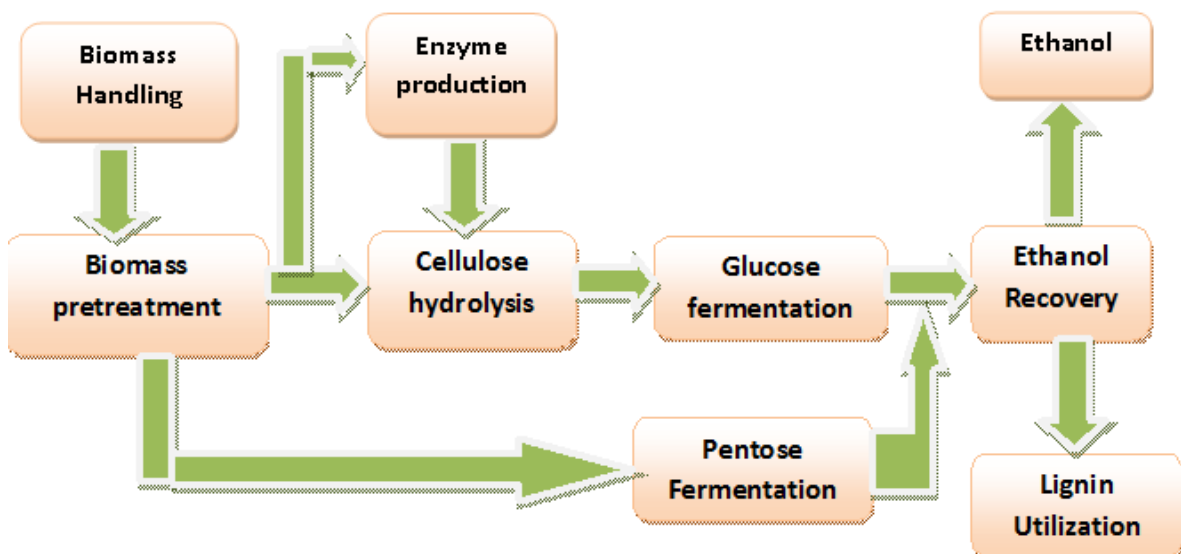 Biomass
Handling
Enzyme
production
Ethanol
Biomass
pretreatment
Cellulose
hydrolysis
Glucose
fermentation
Ethanol
Recovery
Pentose
Fermentation
Lignin
Utilization